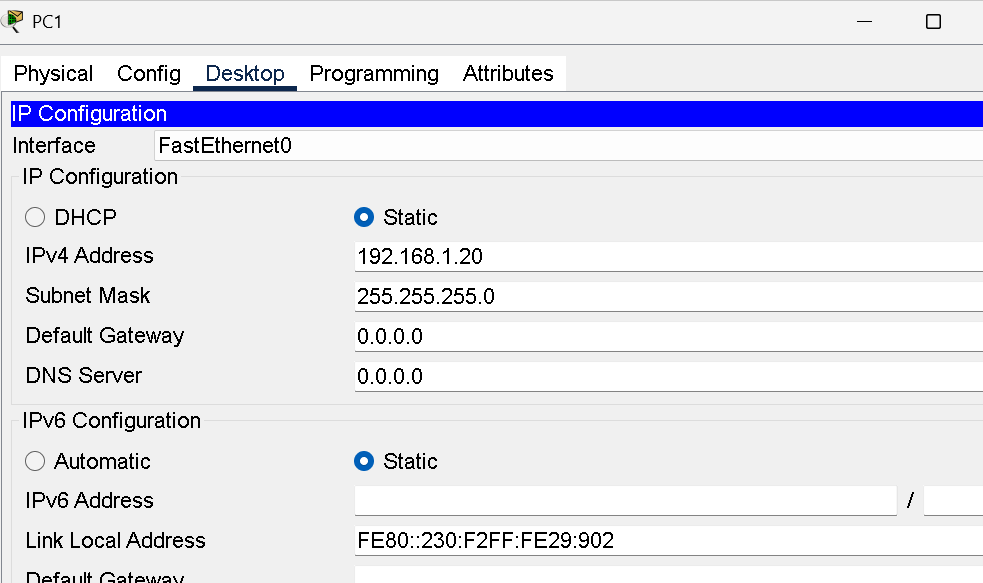 PC1
Physical Config Desktop Programming Attributes
IP Configuration
Interface FastEthernet0
IP Configuration
DHCP Static
IPv4 Address 192.168.1.20
Subnet Mask 255.255.255.0
Default Gateway 0.0.0.0
DNS Server 0.0.0.0
IPv6 Configuration
Automatic Static
IPv6 Address /
Link Local Address FE80::230:F2FF:FE29:902
Default Gateway